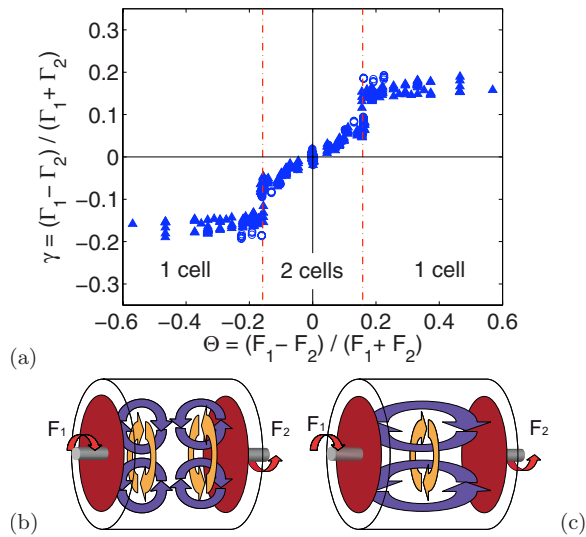 γ = (Γ₁ − Γ₂) / (Γ₁ + Γ₂)
0.3
0.2
0.1
0
−0.1
−0.2
−0.3
1 cell
2 cells
1 cell
−0.6
−0.4
−0.2
0
0.2
0.4
0.6
Θ = (F₁ − F₂) / (F₁ + F₂)
(a)
F₁
F₂
F₁
F₂
(b)
(c)